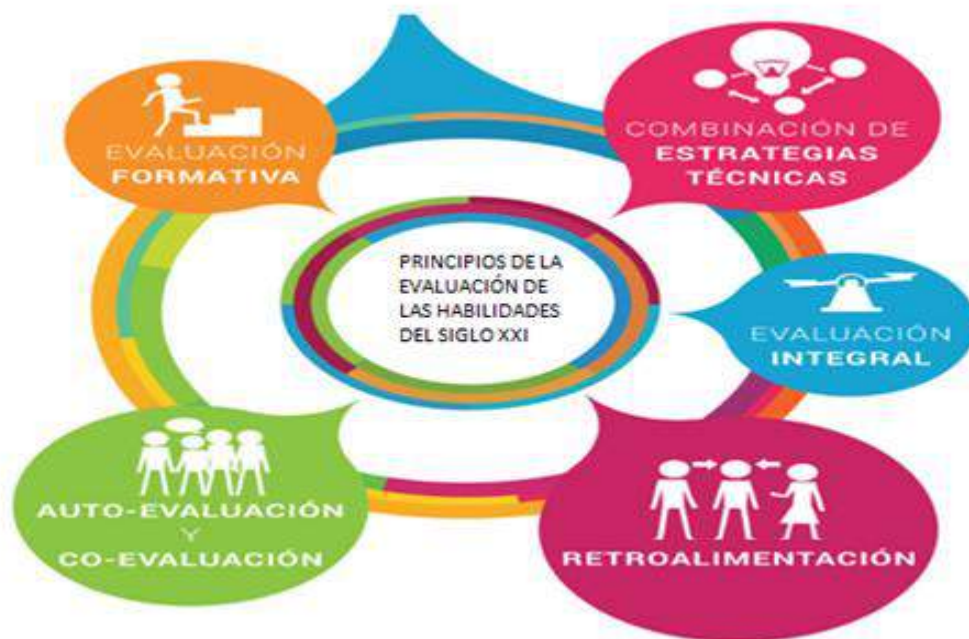 EVALUACIÓN
FORMATIVA
COMBINACIÓN DE
ESTRATEGIAS
TÉCNICAS
PRINCIPIOS DE LA
EVALUACIÓN DE
LAS HABILIDADES
DEL SIGLO XXI
EVALUACIÓN
INTEGRAL
AUTO-EVALUACIÓN
Y
CO-EVALUACIÓN
RETROALIMENTACIÓN